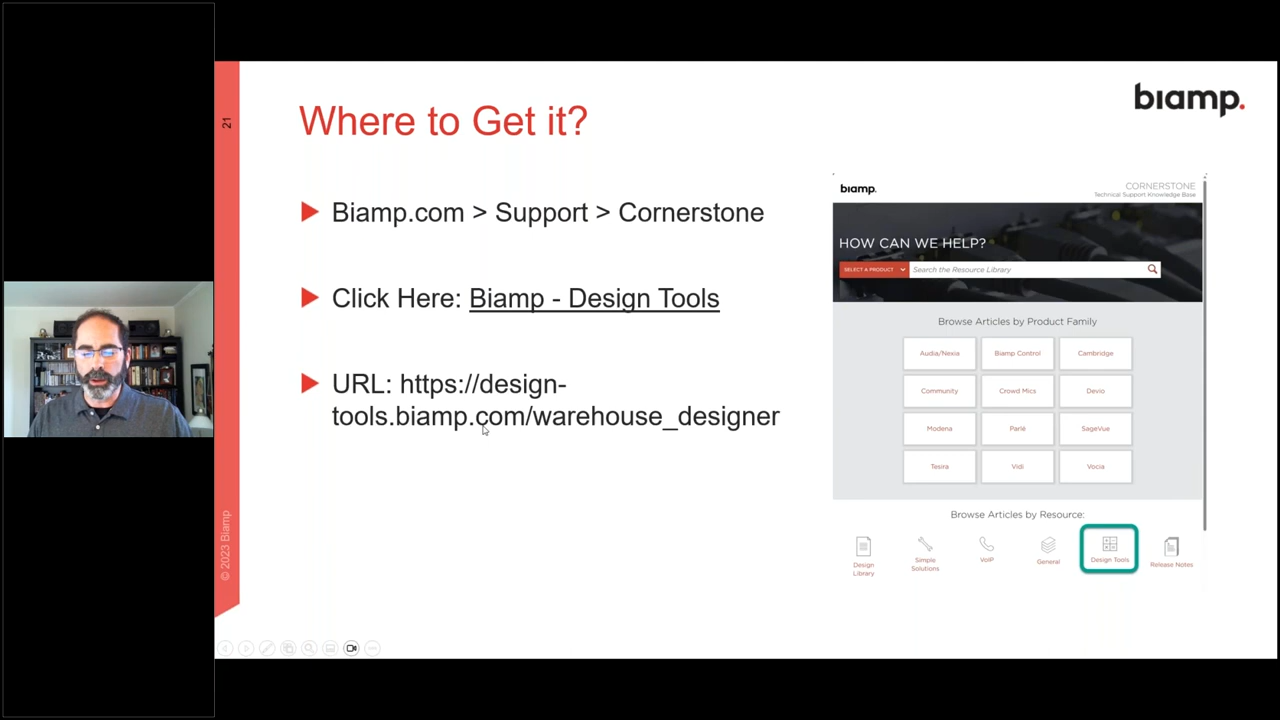 21
Where to Get it?
biamp.
Biamp.com > Support > Cornerstone
Click Here: Biamp - Design Tools
URL: https://design-
tools.biamp.com/warehouse_designer
© 2023 Biamp
biamp.
CORNERSTONE
Technical Support Knowledge Base
HOW CAN WE HELP?
SELECT A PRODUCT Search the Resource Library
Browse Articles by Product Family
Audia/Nexia Biamp Control Cambridge
Community Crowd Mics Devio
Modena Parlé SageVue
Tesira Vidi Vocia
Browse Articles by Resource:
Design Library
Simple Solutions
VoIP
General
Design Tools
Release Notes